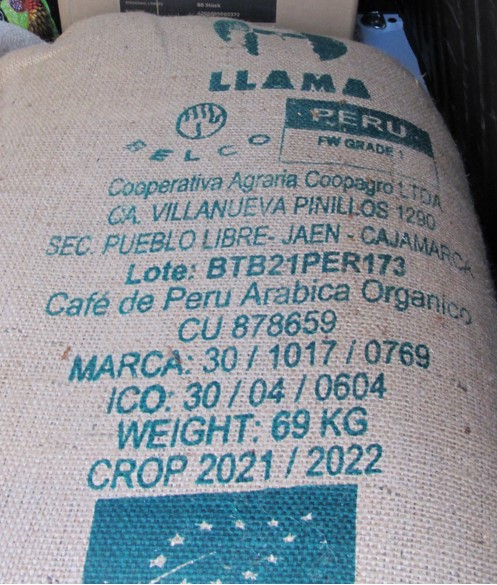 LLAMA
BELCO
PERU
FW GRADE 1
Cooperativa Agraria Coopagro LTDA
CA. VILLANUEVA PINILLOS 1290
SEC. PUEBLO LIBRE- JAEN - CAJAMARCA
Lote: BTB21PER173
Café de Peru Arabica Organico
CU 878659
MARCA: 30 / 1017 / 0769
ICO: 30 / 04 / 0604
WEIGHT: 69 KG
CROP 2021 / 2022